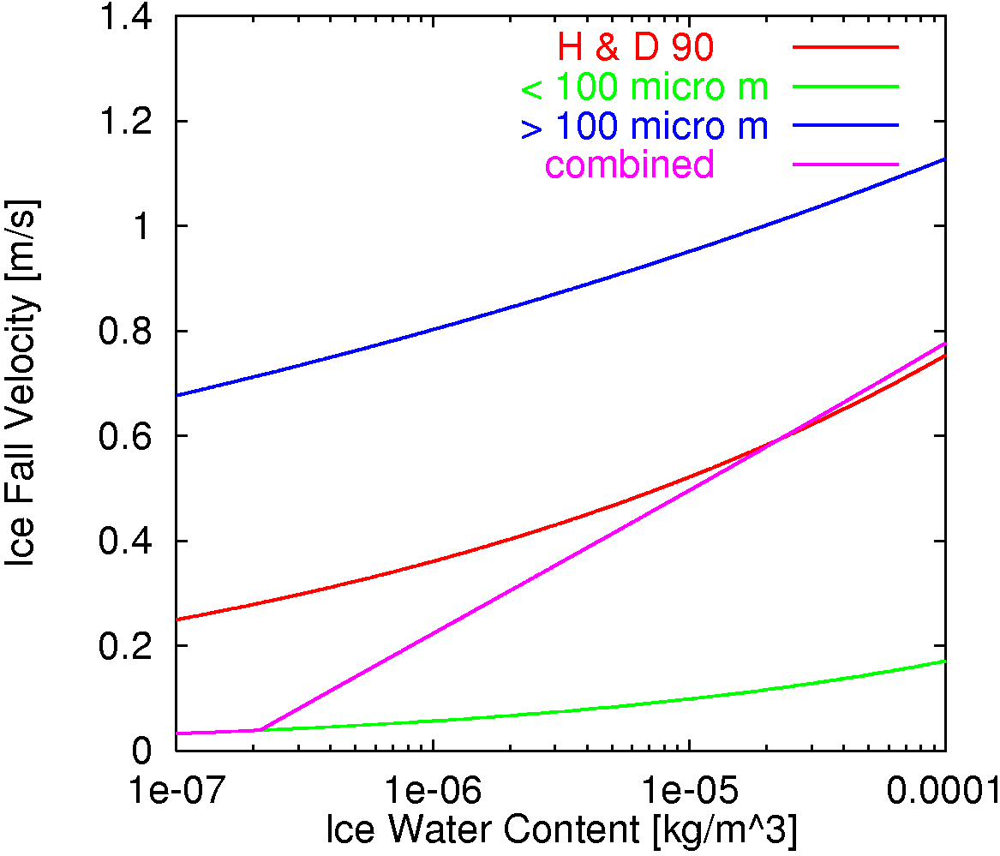 1.4
1.2
1
0.8
0.6
0.4
0.2
0
Ice Fall Velocity [m/s]
H & D 90
< 100 micro m
> 100 micro m
combined
1e-07 1e-06 1e-05 0.0001
Ice Water Content [kg/m^3]